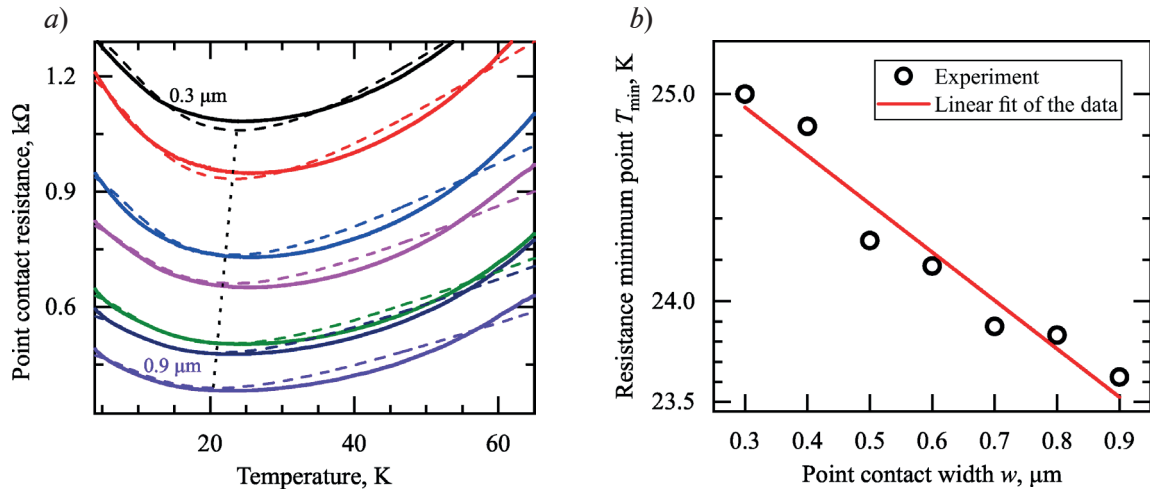 a)
Point contact resistance, kΩ
1.2
0.9
0.6
0.3 μm
0.9 μm
20
40
60
Temperature, K
b)
Resistance minimum point Tmin, K
25.0
24.0
23.5
Experiment
Linear fit of the data
0.3
0.4
0.5
0.6
0.7
0.8
0.9
Point contact width w, μm